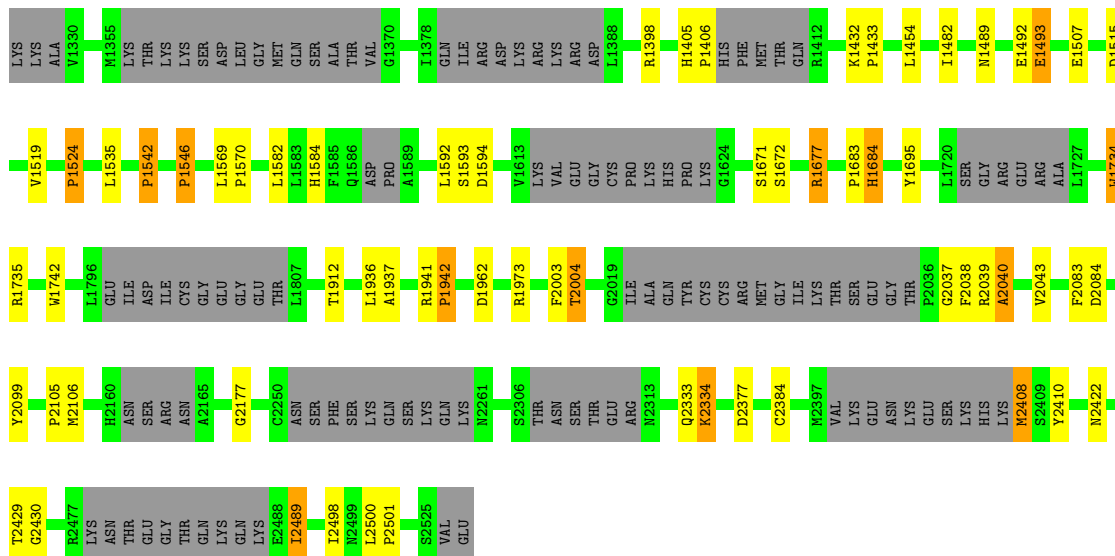 LYS LYS ALA V1330 M1355 LYS THR LYS LYS SER ASP LEU GLY MET GLN SER ALA THR VAL G1370 I1378 GLN ILE ARG ASP ASP LYS ARG LYS ARG ASP L1388 R1398 H1405 P1406 HIS PHE MET THR GLN R1412 K1432 P1433 L1454 I1482 N1489 E1492 E1493 E1507 D1515
V1519 P1524 L1535 P1542 P1546 L1569 P1570 L1582 L1583 H1584 F1585 Q1586 ASP PRO A1589 L1592 S1593 D1594 V1613 LYS VAL GLU GLY CYS PRO LYS HIS PRO LYS G1624 S1671 S1672 R1677 P1683 H1684 Y1695 L1720 SER GLY ARG GLU ARG ALA L1727 W1734
R1735 W1742 L1796 GLU ILE ASP ILE CYS GLY GLU GLY GLU THR L1807 T1912 L1936 A1937 R1941 P1942 D1962 R1973 F2003 T2004 G2019 ILE ALA GLN TYR CYS CYS ARG MET GLY ILE LYS THR SER GLU GLY THR P2036 G2037 F2038 R2039 A2040 V2043 F2083 D2084
Y2099 P2105 M2106 H2160 ASN SER ARG ASN A2165 G2177 C2250 ASN SER PHE SER LYS GLN SER LYS GLN LYS N2261 S2306 THR ASN SER THR GLU ARG N2313 Q2333 K2334 D2377 C2384 M2397 VAL LYS GLU ASN LYS GLU SER LYS HIS LYS M2408 S2409 Y2410 N2422
T2429 G2430 R2477 LYS ASN THR GLU GLY THR GLN LYS GLN LYS E2488 I2489 I2498 N2499 L2500 P2501 S2525 VAL GLU